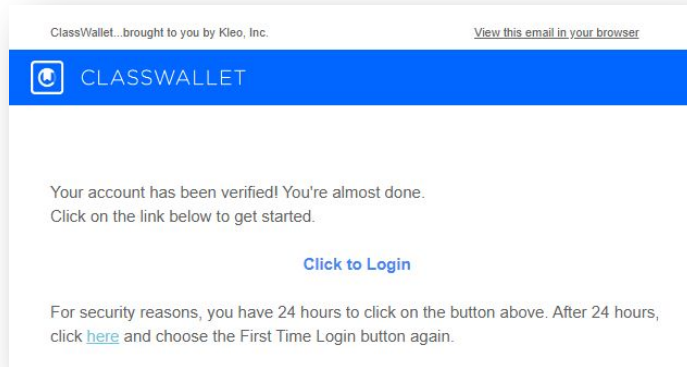 ClassWallet...brought to you by Kleo, Inc.
View this email in your browser
CLASSWALLET
Your account has been verified! You're almost done.
Click on the link below to get started.
Click to Login
For security reasons, you have 24 hours to click on the button above. After 24 hours,
click here and choose the First Time Login button again.